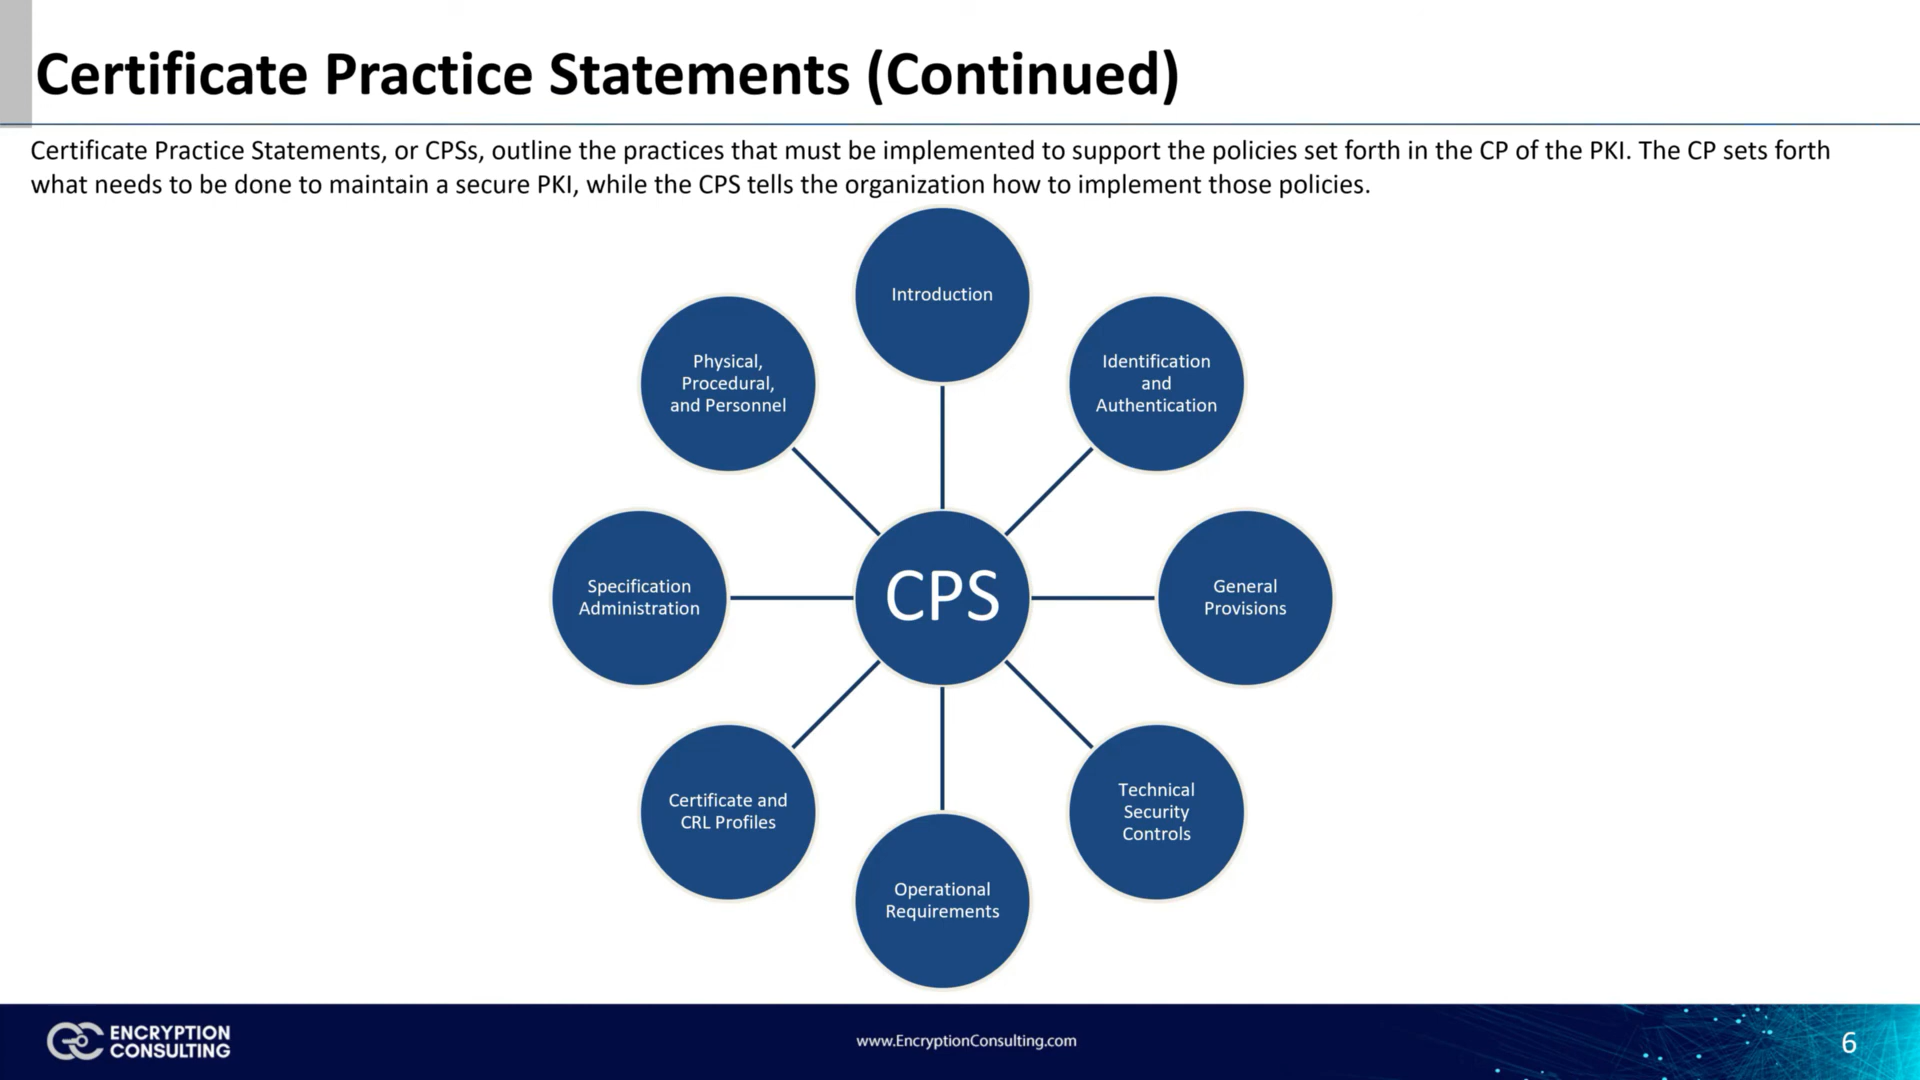 Certificate Practice Statements (Continued)
Certificate Practice Statements, or CPSs, outline the practices that must be implemented to support the policies set forth in the CP of the PKI. The CP sets forth
what needs to be done to maintain a secure PKI, while the CPS tells the organization how to implement those policies.
Introduction
Identification
and
Authentication
General
Provisions
Technical
Security
Controls
Operational
Requirements
Certificate and
CRL Profiles
Specification
Administration
Physical,
Procedural,
and Personnel
CPS
ENCRYPTION
CONSULTING
www.EncryptionConsulting.com
6